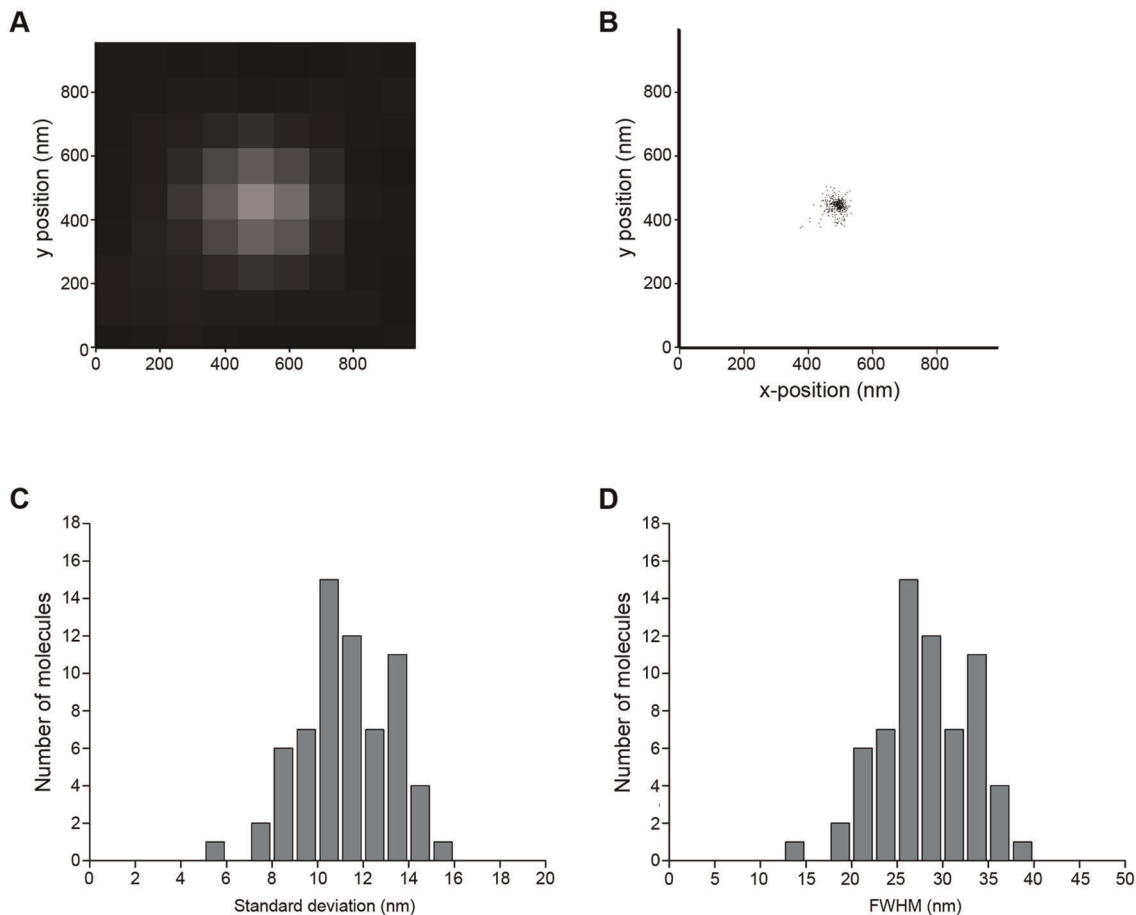 A
B
800
600
400
200
0
y position (nm)
0 200 400 600 800
800
600
400
200
0
y position (nm)
0 200 400 600 800
x-position (nm)
C
D
18
16
14
12
10
8
6
4
2
0
Number of molecules
0 2 4 6 8 10 12 14 16 18 20
Standard deviation (nm)
18
16
14
12
10
8
6
4
2
0
Number of molecules
0 5 10 15 20 25 30 35 40 45 50
FWHM (nm)